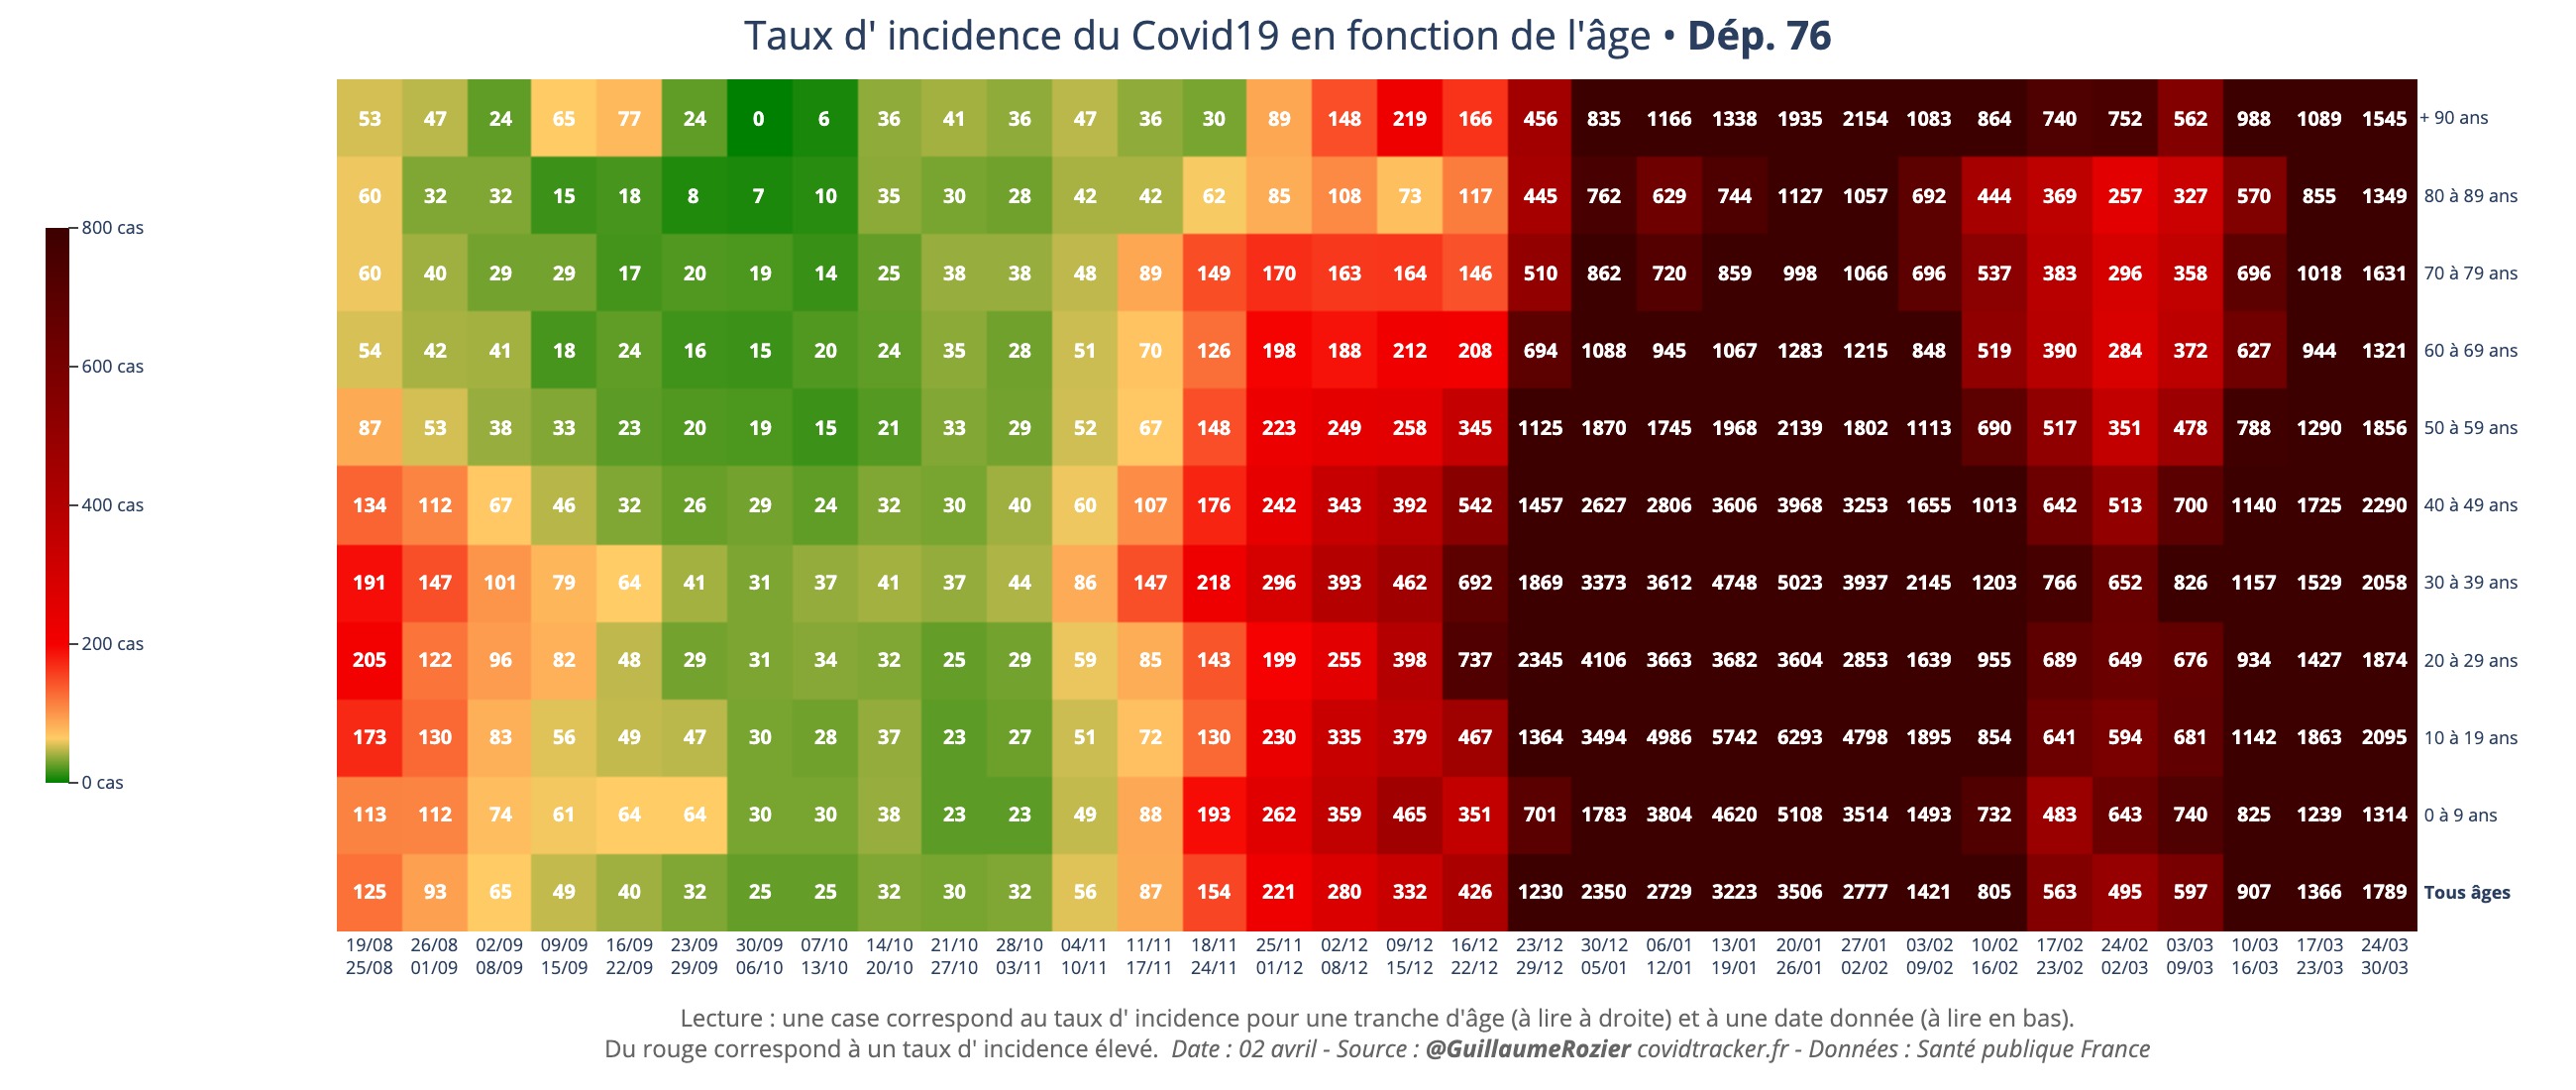 Taux d' incidence du Covid19 en fonction de l'âge • Dép. 76
800 cas
600 cas
400 cas
200 cas
0 cas
53 47 24 65 77 24 0 6 36 41 36 47 36 30 89 148 219 166 456 835 1166 1338 1935 2154 1083 864 740 752 562 988 1089 1545 + 90 ans
60 32 32 15 18 8 7 10 35 30 28 42 42 62 85 108 73 117 445 762 629 744 1127 1057 692 444 369 257 327 570 855 1349 80 à 89 ans
60 40 29 29 17 20 19 14 25 38 38 48 89 149 170 163 164 146 510 862 720 859 998 1066 696 537 383 296 358 696 1018 1631 70 à 79 ans
54 42 41 18 24 16 15 20 24 35 28 51 70 126 198 188 212 208 694 1088 945 1067 1283 1215 848 519 390 284 372 627 944 1321 60 à 69 ans
87 53 38 33 23 20 19 15 21 33 29 52 67 148 223 249 258 345 1125 1870 1745 1968 2139 1802 1113 690 517 351 478 788 1290 1856 50 à 59 ans
134 112 67 46 32 26 29 24 32 30 40 60 107 176 242 343 392 542 1457 2627 2806 3606 3968 3253 1655 1013 642 513 700 1140 1725 2290 40 à 49 ans
191 147 101 79 64 41 31 37 41 37 44 86 147 218 296 393 462 692 1869 3373 3612 4748 5023 3937 2145 1203 766 652 826 1157 1529 2058 30 à 39 ans
205 122 96 82 48 29 31 34 32 25 29 59 85 143 199 255 398 737 2345 4106 3663 3682 3604 2853 1639 955 689 649 676 934 1427 1874 20 à 29 ans
173 130 83 56 49 47 30 28 37 23 27 51 72 130 230 335 379 467 1364 3494 4986 5742 6293 4798 1895 854 641 594 681 1142 1863 2095 10 à 19 ans
113 112 74 61 64 64 30 30 38 23 23 49 88 193 262 359 465 351 701 1783 3804 4620 5108 3514 1493 732 483 643 740 825 1239 1314 0 à 9 ans
125 93 65 49 40 32 25 25 32 30 32 56 87 154 221 280 332 426 1230 2350 2729 3223 3506 2777 1421 805 563 495 597 907 1366 1789 Tous âges
19/08 26/08 02/09 09/09 16/09 23/09 30/09 07/10 14/10 21/10 28/10 04/11 11/11 18/11 25/11 02/12 09/12 16/12 23/12 30/12 06/01 13/01 20/01 27/01 03/02 10/02 17/02 24/02 03/03 10/03 17/03 24/03
25/08 01/09 08/09 15/09 22/09 29/09 06/10 13/10 20/10 27/10 03/11 10/11 17/11 24/11 01/12 08/12 15/12 22/12 29/12 05/01 12/01 19/01 26/01 02/02 09/02 16/02 23/02 02/03 09/03 16/03 23/03 30/03
Lecture : une case correspond au taux d' incidence pour une tranche d'âge (à lire à droite) et à une date donnée (à lire en bas).
Du rouge correspond à un taux d' incidence élevé. Date : 02 avril - Source : @GuillaumeRozier covidtracker.fr - Données : Santé publique France